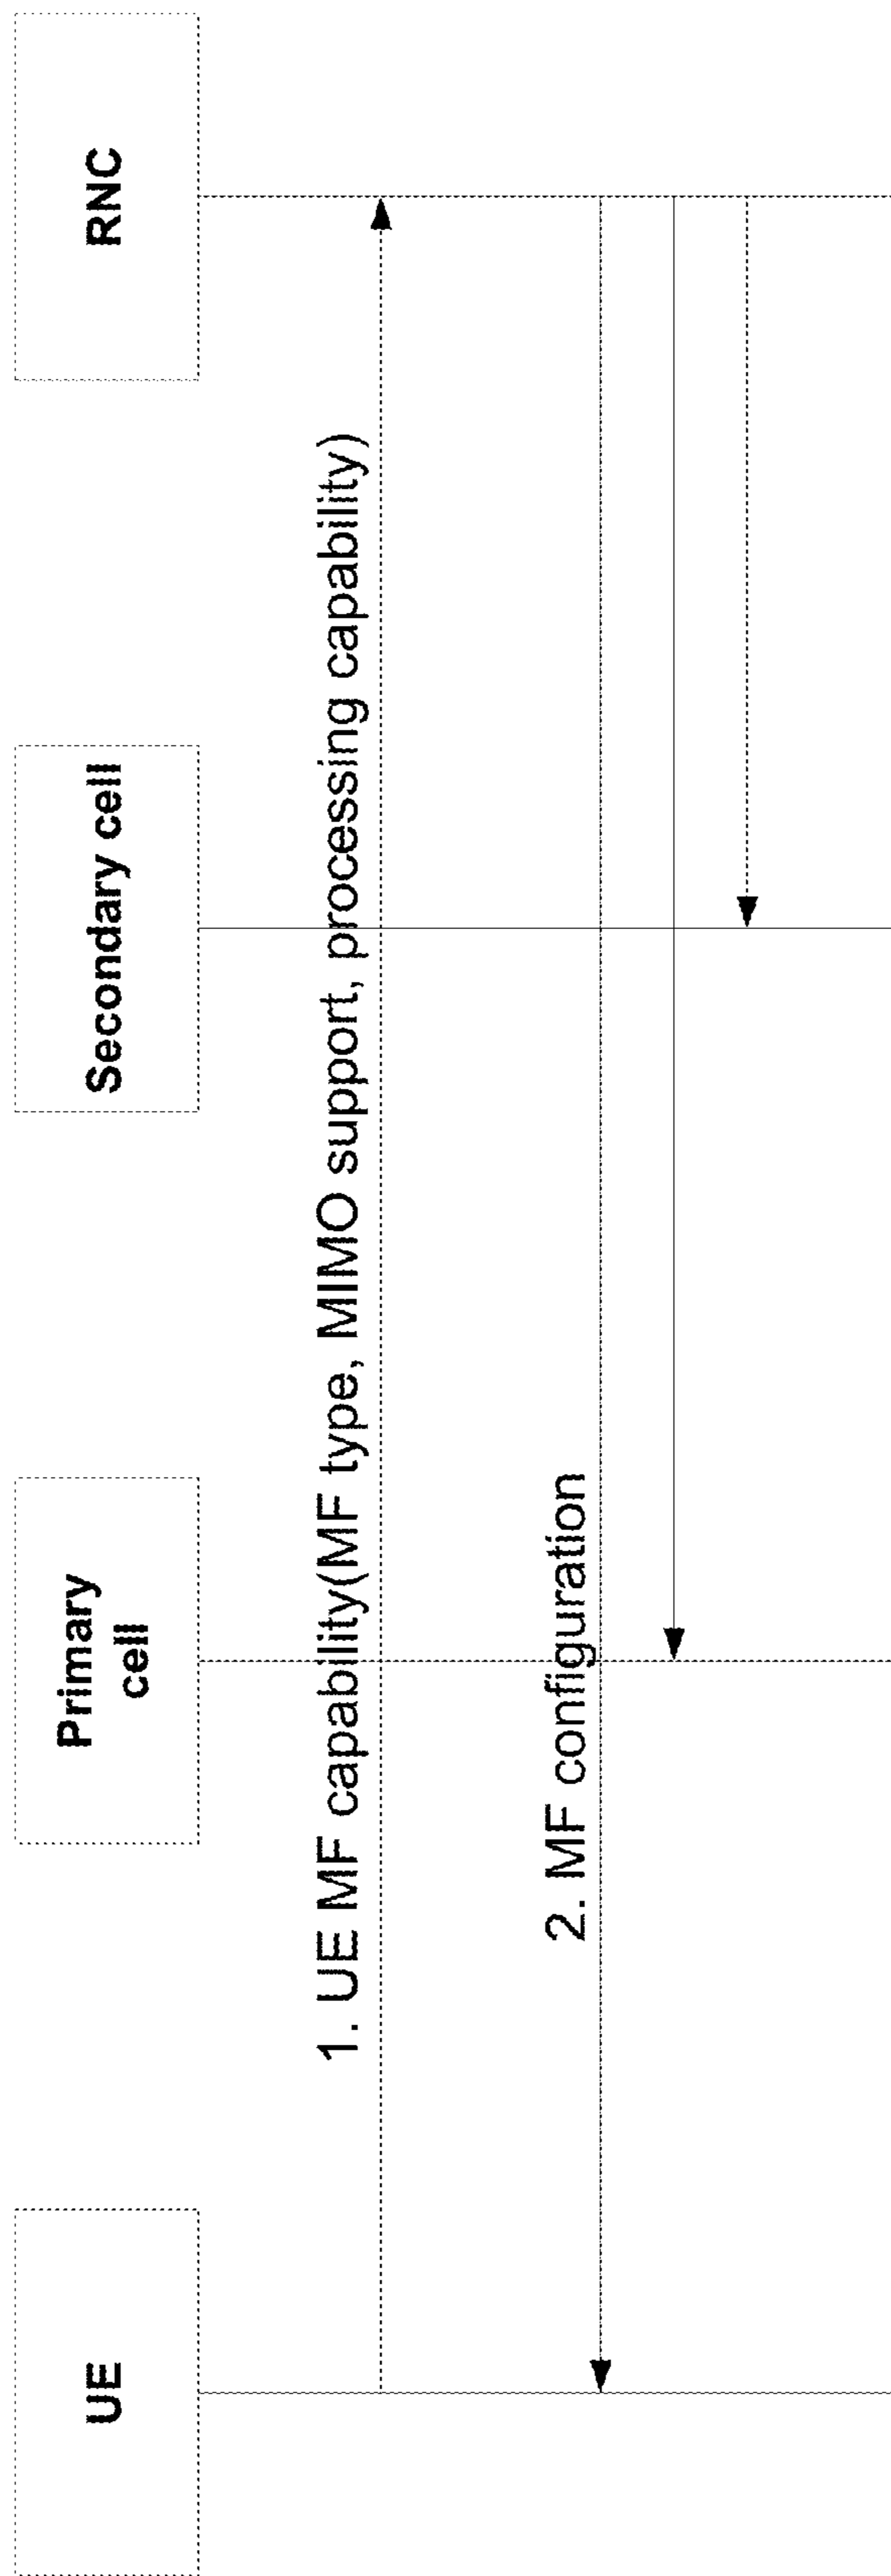 UE
Primary
cell
Secondary cell
RNC
1. UE MF capability(MF type, MIMO support, processing capability)
2. MF configuration